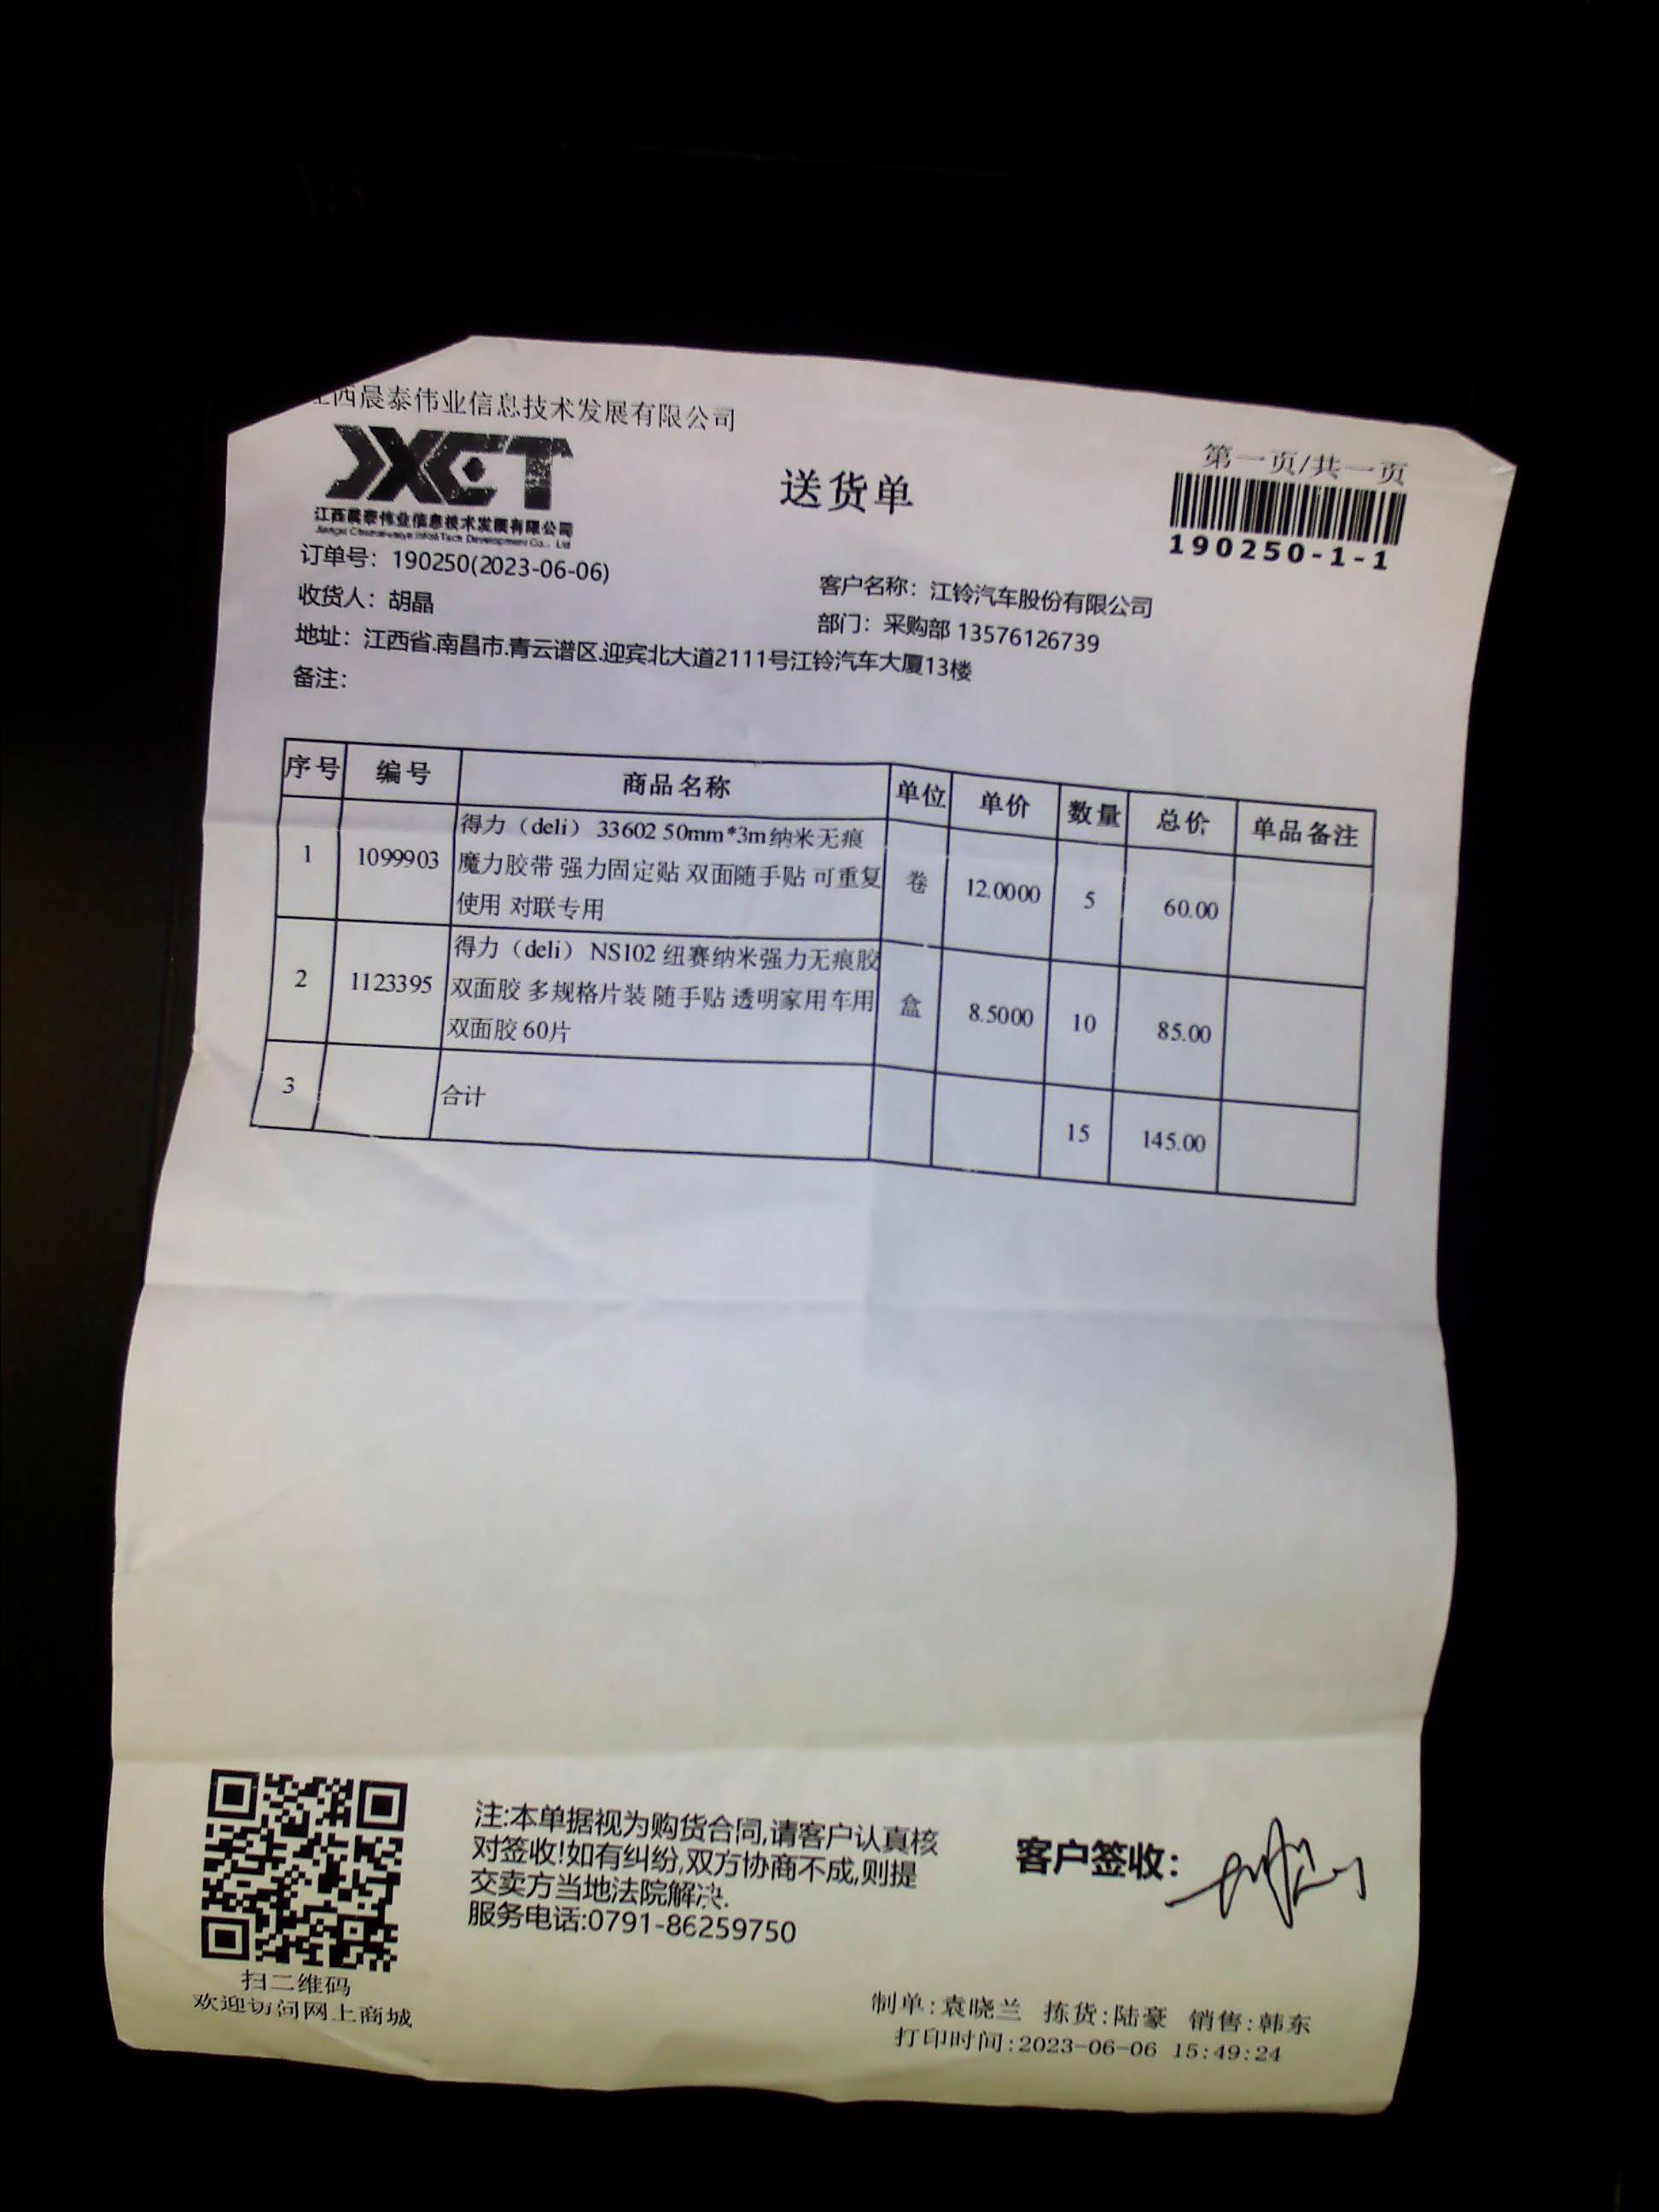 西晨泰伟业信息技术发展有限公司
JXCT
江西晨泰伟业信息技术发展有限公司
送货单
第一页/共一页
190250-1-1
订单号：190250(2023-06-06)
客户名称：江铃汽车股份有限公司
收货人：胡晶
部门：采购部 13576126739
地址：江西省.南昌市.青云谱区.迎宾北大道2111号江铃汽车大厦13楼
备注：
序号 编号 商品名称 单位 单价 数量 总价 单品备注
1 1099903 得力（deli） 33602 50mm*3m纳米无痕
魔力胶带 强力固定贴 双面随手贴 可重复
使用 对联专用 卷 12.0000 5 60.00
2 1123395 得力（deli） NS102 纽赛纳米强力无痕胶
双面胶 多规格片装 随手贴 透明家用车用
双面胶 60片 盒 8.5000 10 85.00
3 合计 15 145.00
注:本单据视为购货合同,请客户认真核
对签收!如有纠纷,双方协商不成,则提
交卖方当地法院解决.
服务电话:0791-86259750
客户签收：
扫二维码
欢迎访问网上商城
制单:袁晓兰 拣货:陆豪 销售:韩东
打印时间:2023-06-06 15:49:24